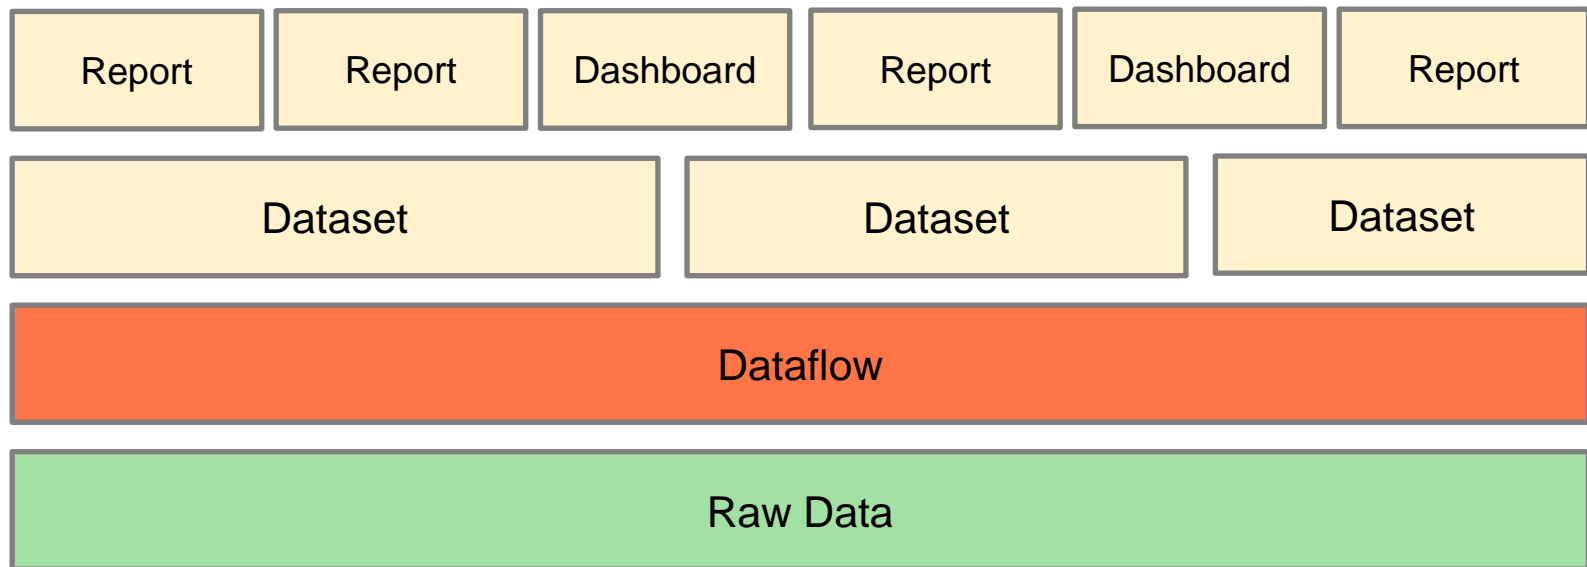 Report
Report
Dashboard
Report
Dashboard
Report
Dataset
Dataset
Dataset
Dataflow
Raw Data